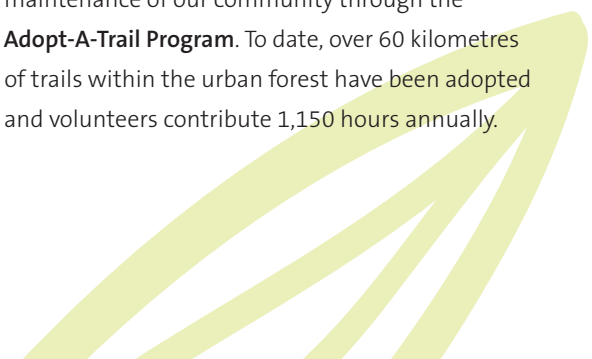 maintenance of our community through the
Adopt-A-Trail Program. To date, over 60 kilometres
of trails within the urban forest have been adopted
and volunteers contribute 1,150 hours annually.